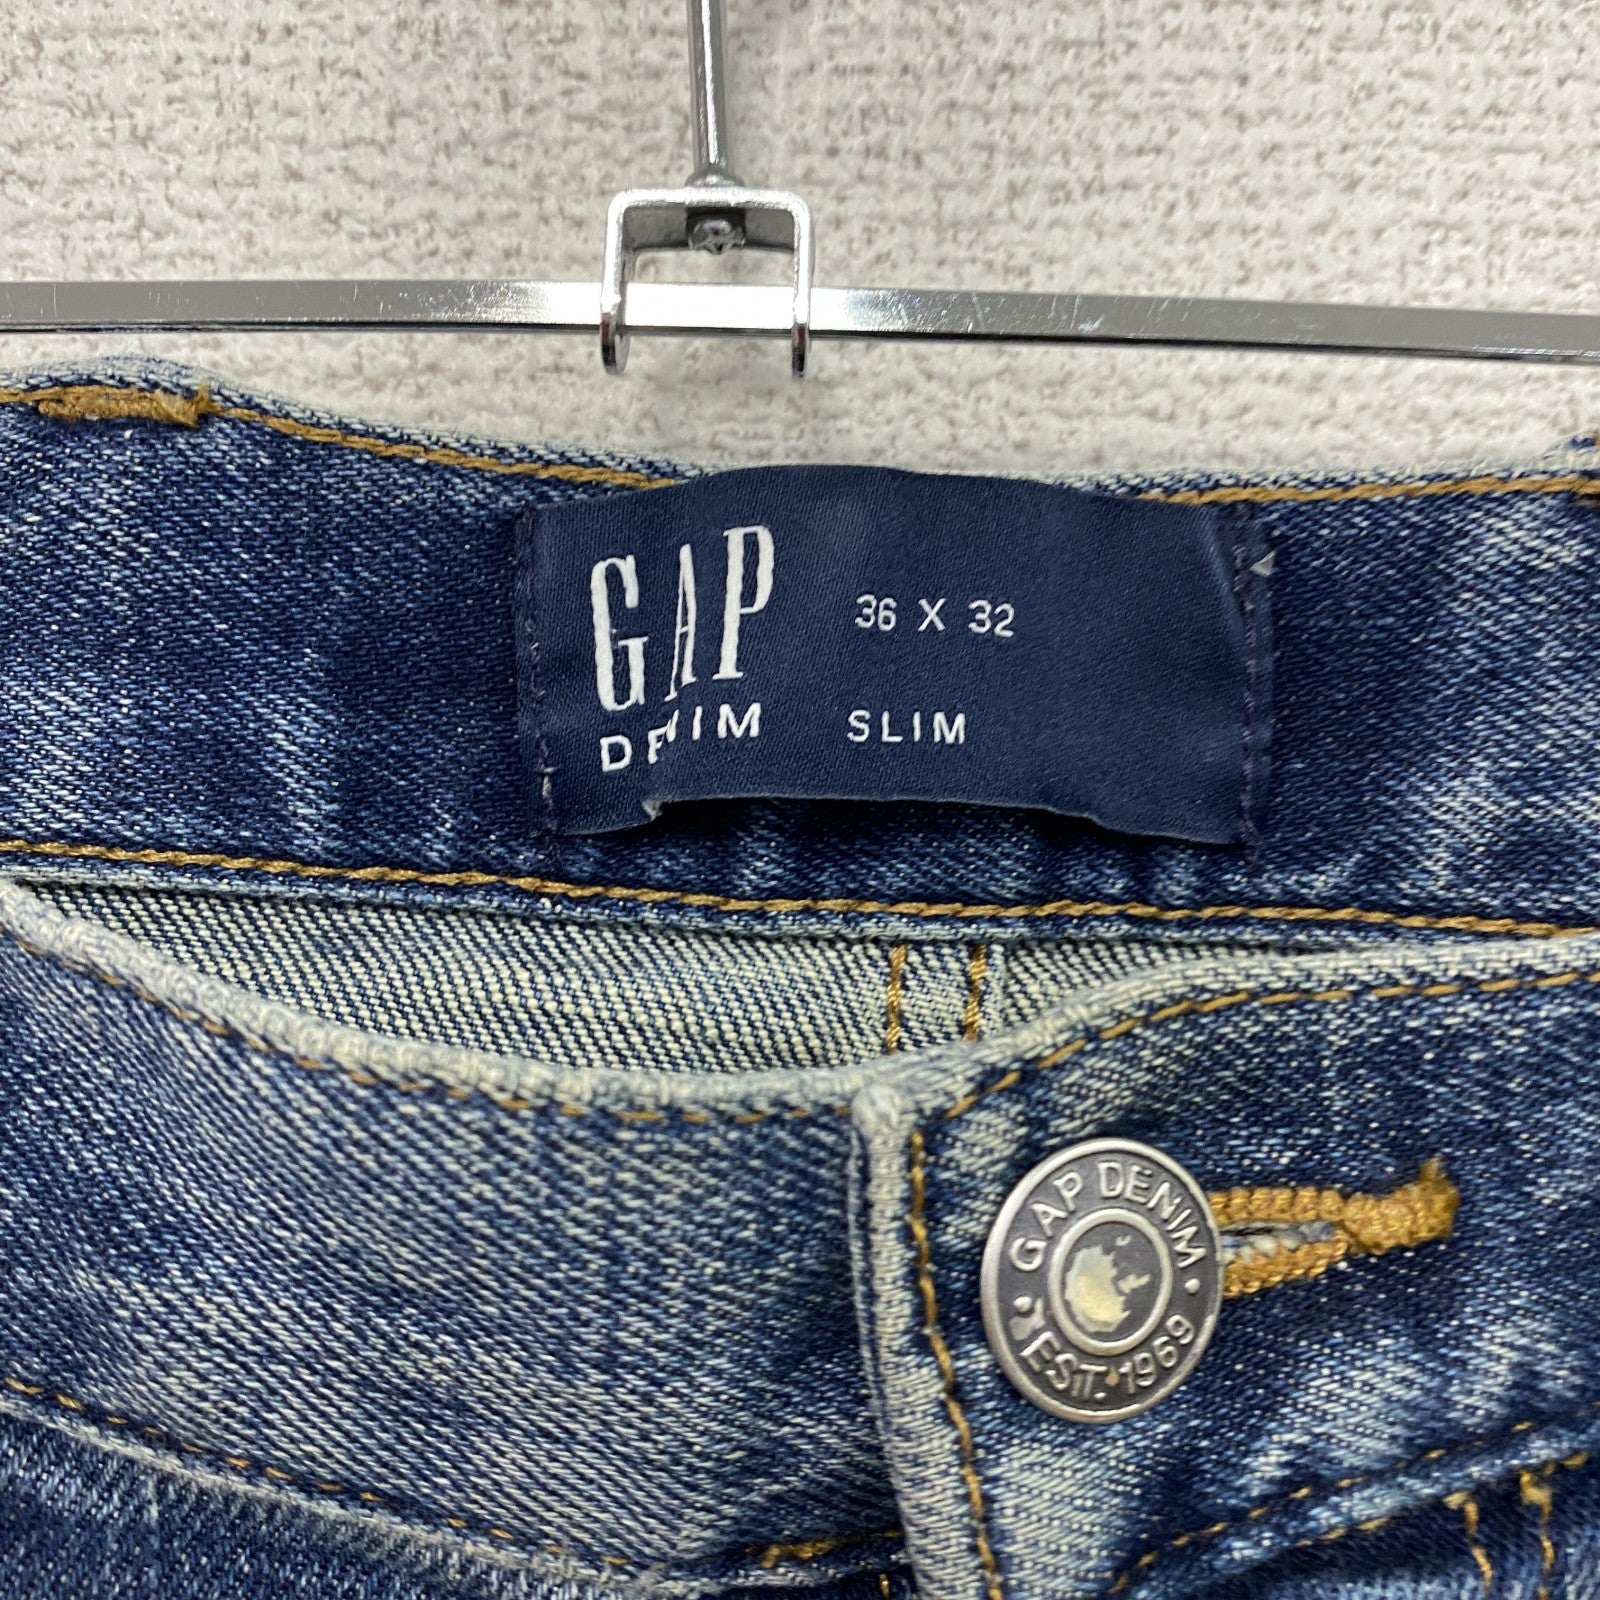 GAP
DENIM
36 X 32
SLIM
GAP DENIM
• EST. 1969 •